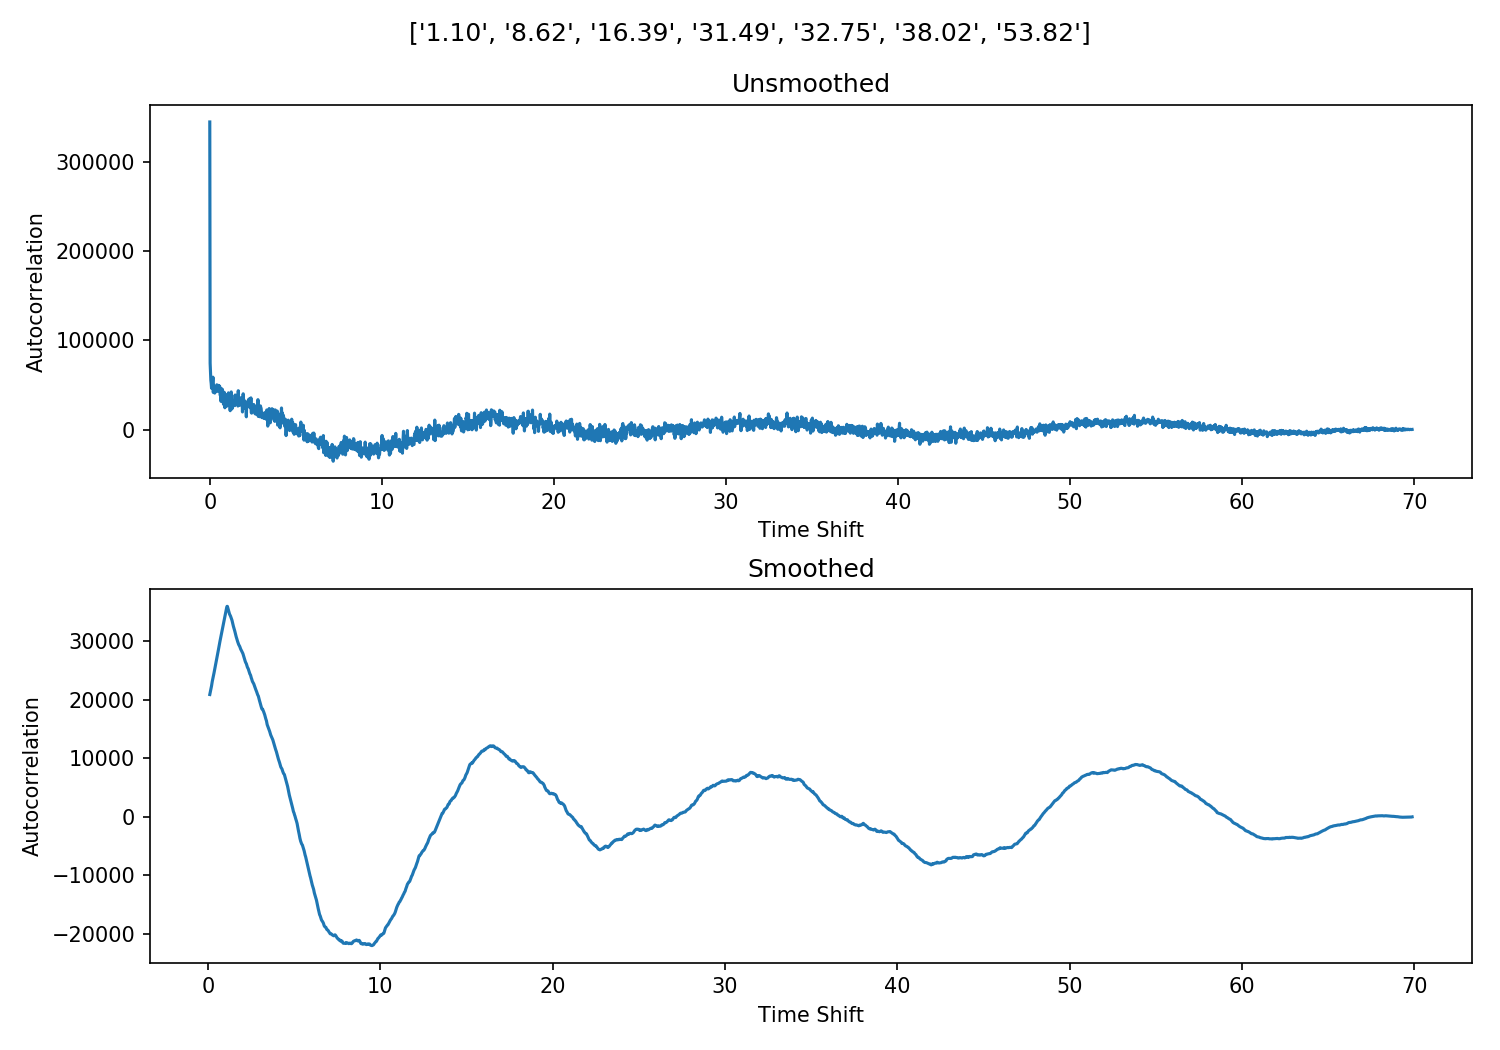 ['1.10', '8.62', '16.39', '31.49', '32.75', '38.02', '53.82']
Unsmoothed
Autocorrelation
300000
200000
100000
0
0 10 20 30 40 50 60 70
Time Shift
Smoothed
Autocorrelation
30000
20000
10000
0
−10000
−20000
0 10 20 30 40 50 60 70
Time Shift